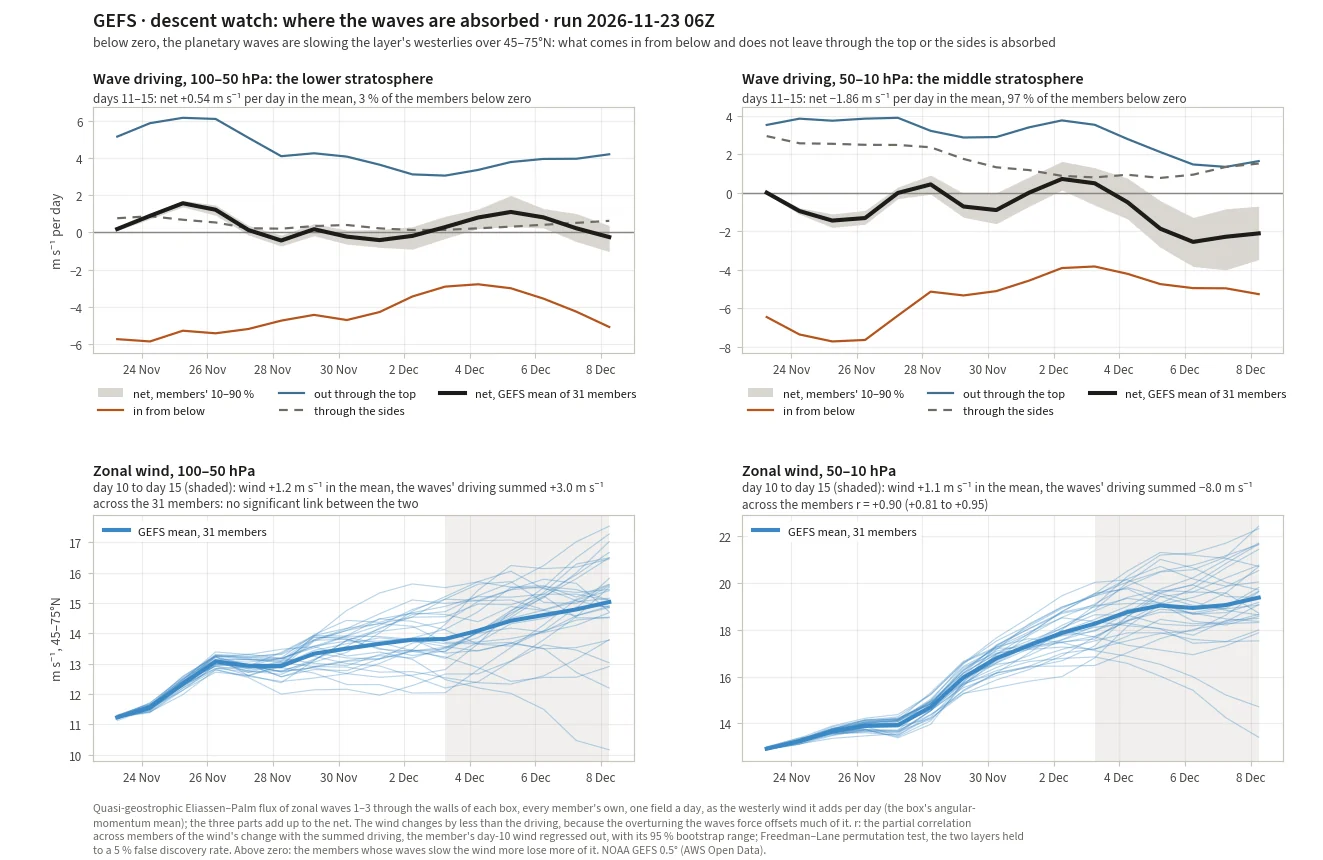 GEFS · descent watch: where the waves are absorbed · run 2026-11-23 06Z
below zero, the planetary waves are slowing the layer's westerlies over 45–75°N: what comes in from below and does not leave through the top or the sides is absorbed
Wave driving, 100–50 hPa: the lower stratosphere
days 11–15: net +0.54 m s⁻¹ per day in the mean, 3 % of the members below zero
6
4
2
0
−2
−4
−6
m s⁻¹ per day
24 Nov
26 Nov
28 Nov
30 Nov
2 Dec
4 Dec
6 Dec
8 Dec
net, members' 10–90 %
out through the top
net, GEFS mean of 31 members
in from below
through the sides
Wave driving, 50–10 hPa: the middle stratosphere
days 11–15: net −1.86 m s⁻¹ per day in the mean, 97 % of the members below zero
4
2
0
−2
−4
−6
−8
24 Nov
26 Nov
28 Nov
30 Nov
2 Dec
4 Dec
6 Dec
8 Dec
net, members' 10–90 %
out through the top
net, GEFS mean of 31 members
in from below
through the sides
Zonal wind, 100–50 hPa
day 10 to day 15 (shaded): wind +1.2 m s⁻¹ in the mean, the waves' driving summed +3.0 m s⁻¹
across the 31 members: no significant link between the two
GEFS mean, 31 members
17
16
15
14
13
12
11
10
m s⁻¹, 45–75°N
24 Nov
26 Nov
28 Nov
30 Nov
2 Dec
4 Dec
6 Dec
8 Dec
Zonal wind, 50–10 hPa
day 10 to day 15 (shaded): wind +1.1 m s⁻¹ in the mean, the waves' driving summed −8.0 m s⁻¹
across the members r = +0.90 (+0.81 to +0.95)
GEFS mean, 31 members
22
20
18
16
14
24 Nov
26 Nov
28 Nov
30 Nov
2 Dec
4 Dec
6 Dec
8 Dec
Quasi-geostrophic Eliassen–Palm flux of zonal waves 1–3 through the walls of each box, every member's own, one field a day, as the westerly wind it adds per day (the box's angular-
momentum mean); the three parts add up to the net. The wind changes by less than the driving, because the overturning the waves force offsets much of it. r: the partial correlation
across members of the wind's change with the summed driving, the member's day-10 wind regressed out, with its 95 % bootstrap range; Freedman–Lane permutation test, the two layers held
to a 5 % false discovery rate. Above zero: the members whose waves slow the wind more lose more of it. NOAA GEFS 0.5° (AWS Open Data).